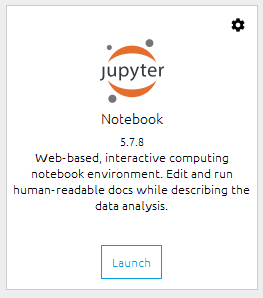 jupyter
Notebook
5.7.8
Web-based, interactive computing
notebook environment. Edit and run
human-readable docs while describing the
data analysis.
Launch